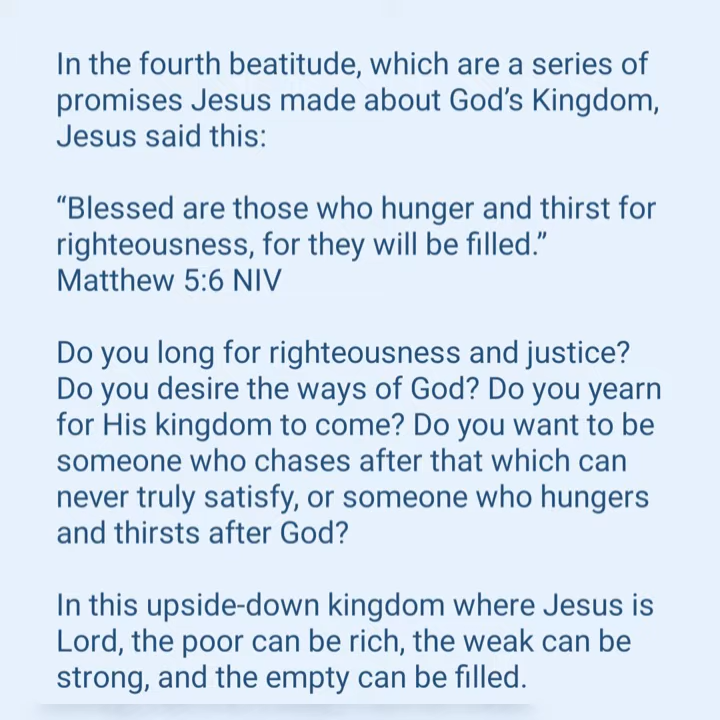 In the fourth beatitude, which are a series of
promises Jesus made about God’s Kingdom,
Jesus said this:
“Blessed are those who hunger and thirst for
righteousness, for they will be filled.”
Matthew 5:6 NIV
Do you long for righteousness and justice?
Do you desire the ways of God? Do you yearn
for His kingdom to come? Do you want to be
someone who chases after that which can
never truly satisfy, or someone who hungers
and thirsts after God?
In this upside-down kingdom where Jesus is
Lord, the poor can be rich, the weak can be
strong, and the empty can be filled.